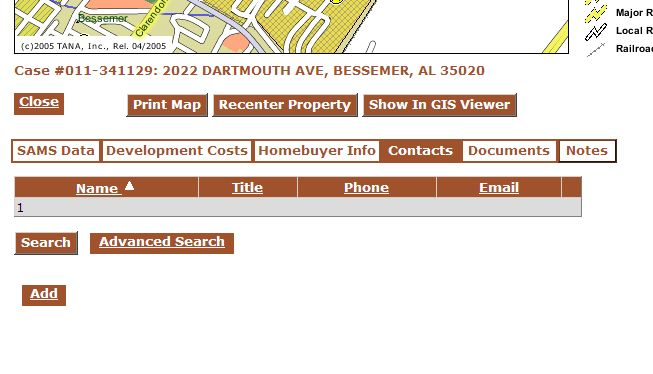 Bessemer
Clarendon
(c)2005 TANA, Inc., Rel. 04/2005
Major R
Local R
Railroa
Case #011-341129: 2022 DARTMOUTH AVE, BESSEMER, AL 35020
Close
Print Map
Recenter Property
Show In GIS Viewer
SAMS Data
Development Costs
Homebuyer Info
Contacts
Documents
Notes
Name
Title
Phone
Email
1
Search
Advanced Search
Add